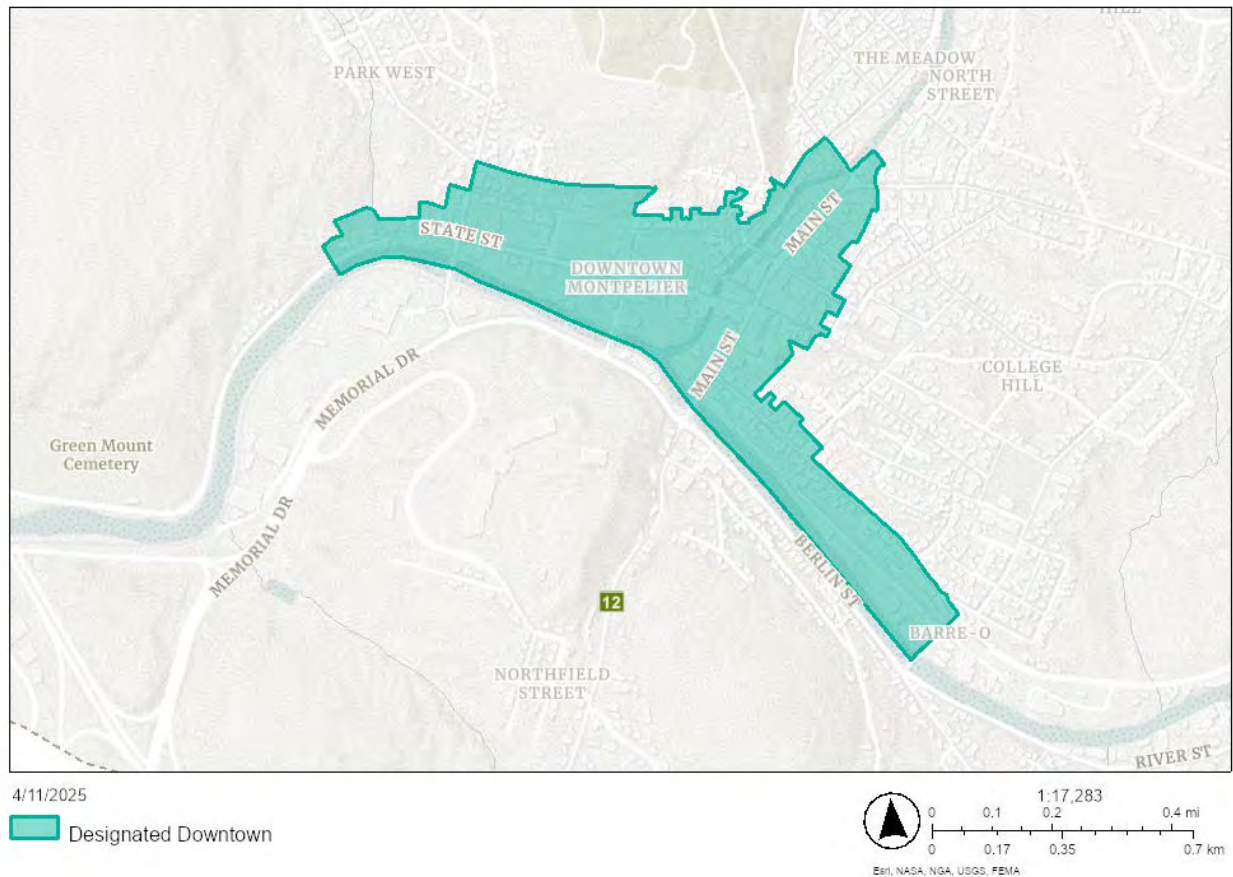 HILL
PARK WEST
THE MEADOW
NORTH
STREET
MAIN ST
STATE ST
DOWNTOWN
MONTPELIER
MAIN ST
MEMORIAL DR
COLLEGE
HILL
Green Mount
Cemetery
MEMORIAL DR
BERLIN ST
12
BARRE-O
NORTHFIELD
STREET
RIVER ST
4/11/2025
Designated Downtown
1:17,283
0 0.1 0.2 0.4 mi
0 0.17 0.35 0.7 km
Esri, NASA, NGA, USGS, FEMA